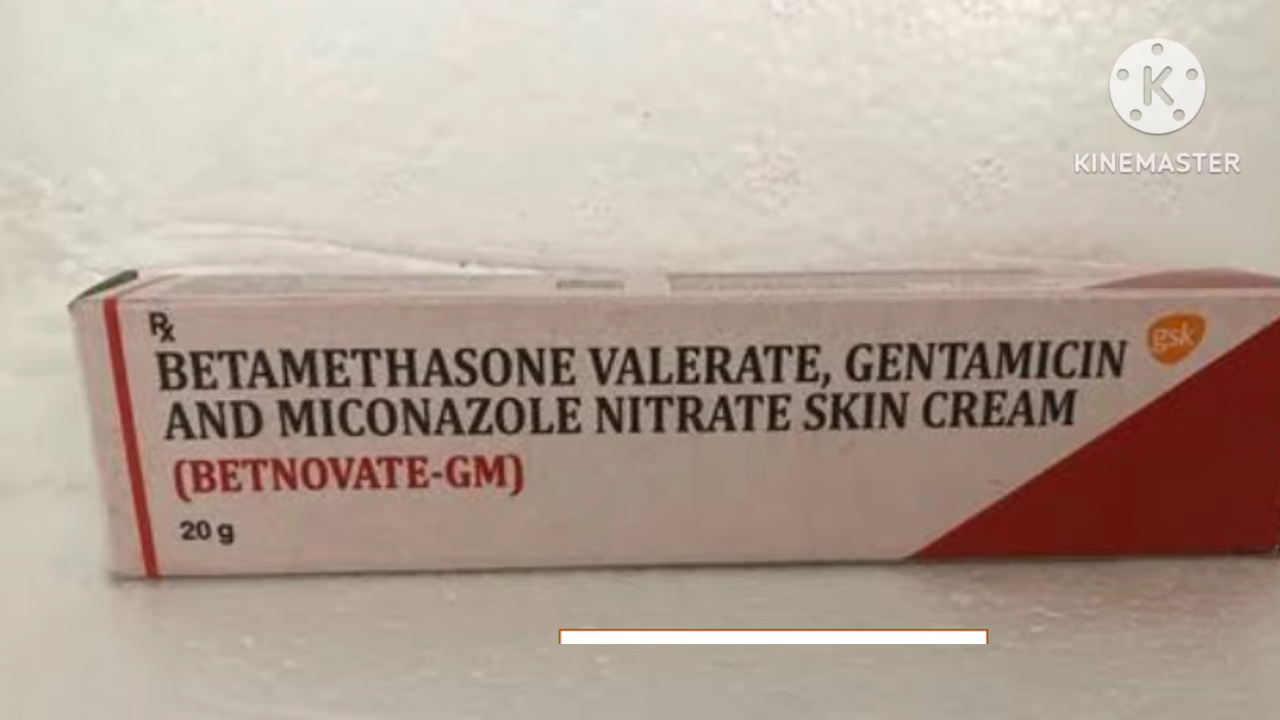 KINEMASTER
Rx
BETAMETHASONE VALERATE, GENTAMICIN
gsk
AND MICONAZOLE NITRATE SKIN CREAM
(BETNOVATE-GM)
20 g